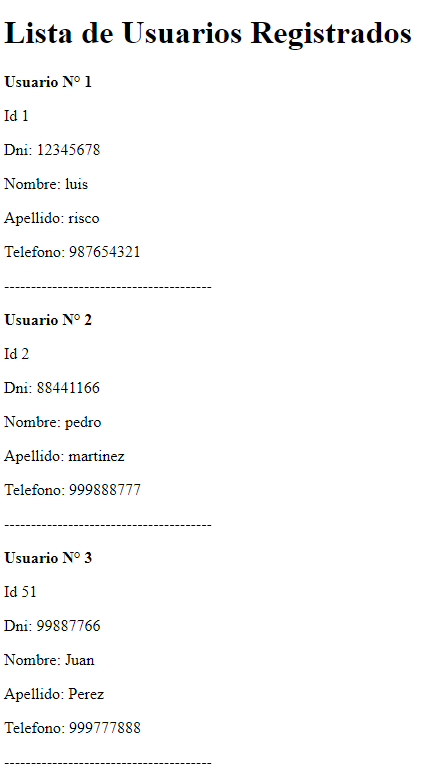 Lista de Usuarios Registrados
Usuario N° 1
Id 1
Dni: 12345678
Nombre: luis
Apellido: risco
Telefono: 987654321
---------------------------------------
Usuario N° 2
Id 2
Dni: 88441166
Nombre: pedro
Apellido: martinez
Telefono: 999888777
---------------------------------------
Usuario N° 3
Id 51
Dni: 99887766
Nombre: Juan
Apellido: Perez
Telefono: 999777888
---------------------------------------